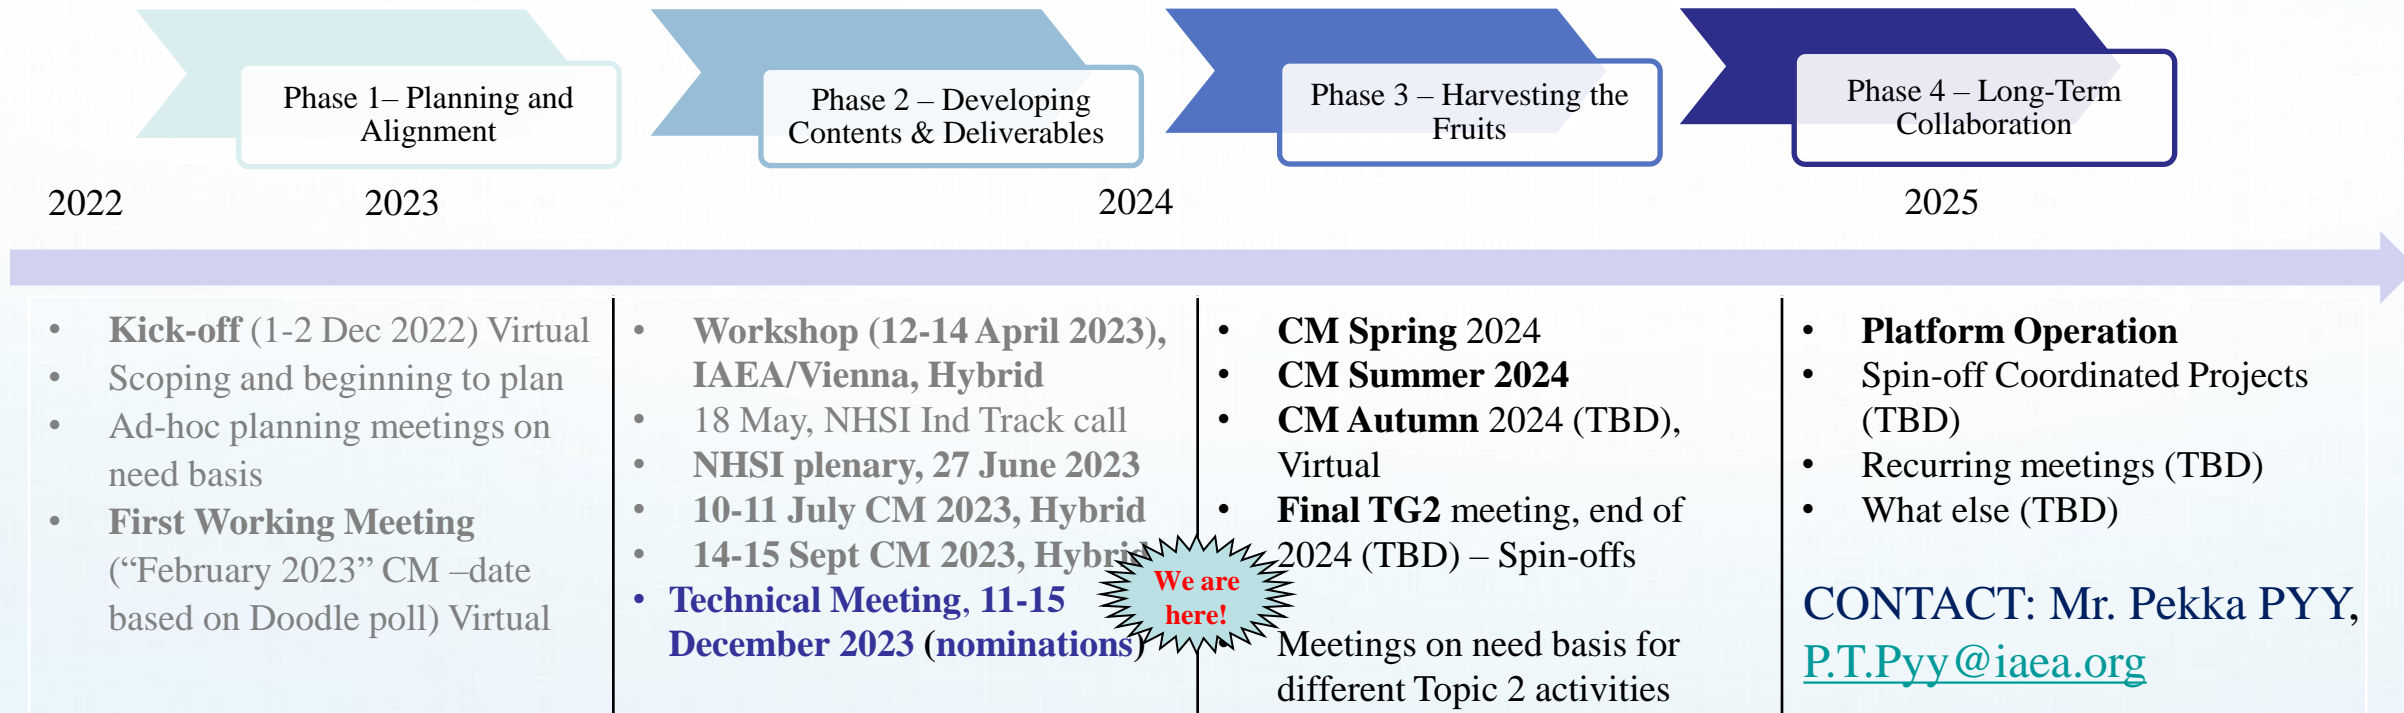 Phase 1– Planning and
Alignment
Phase 2 – Developing
Contents & Deliverables
Phase 3 – Harvesting the
Fruits
Phase 4 – Long-Term
Collaboration
2022
2023
2024
2025
• Kick-off (1-2 Dec 2022) Virtual
• Scoping and beginning to plan
• Ad-hoc planning meetings on
need basis
• First Working Meeting
(“February 2023” CM –date
based on Doodle poll) Virtual
• Workshop (12-14 April 2023),
IAEA/Vienna, Hybrid
• 18 May, NHSI Ind Track call
• NHSI plenary, 27 June 2023
• 10-11 July CM 2023, Hybrid
• 14-15 Sept CM 2023, Hybrid
• Technical Meeting, 11-15
December 2023 (nominations)
We are
here!
• CM Spring 2024
• CM Summer 2024
• CM Autumn 2024 (TBD),
Virtual
• Final TG2 meeting, end of
2024 (TBD) – Spin-offs
• Meetings on need basis for
different Topic 2 activities
• Platform Operation
• Spin-off Coordinated Projects
(TBD)
• Recurring meetings (TBD)
• What else (TBD)
CONTACT: Mr. Pekka PYY,
P.T.Pyy@iaea.org